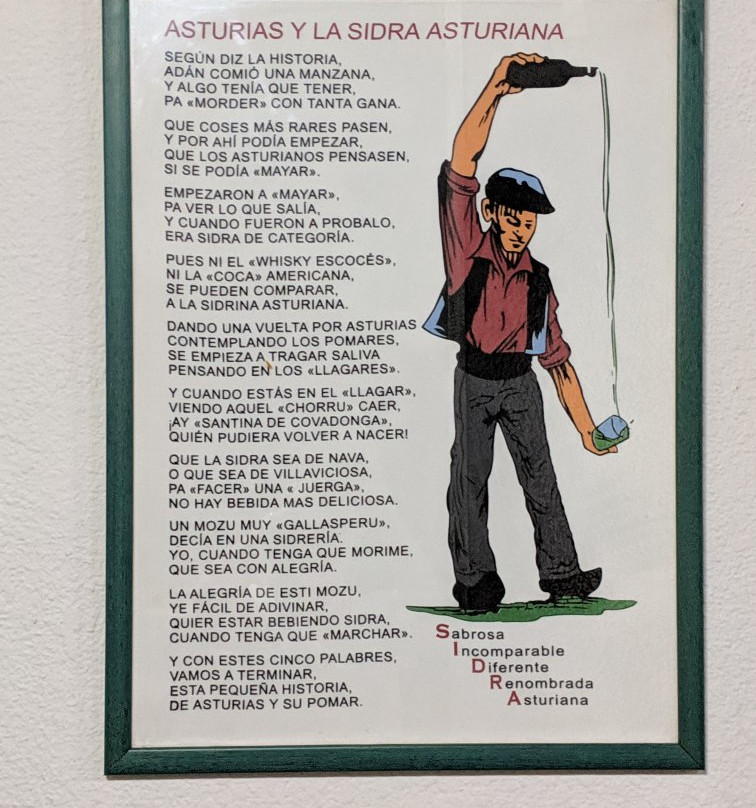 ASTURIAS Y LA SIDRA ASTURIANA
SEGÚN DIZ LA HISTORIA,
ADÁN COMIÓ UNA MANZANA,
Y ALGO TENÍA QUE TENER,
PA «MORDER» CON TANTA GANA.
QUE COSES MÁS RARES PASEN,
Y POR AHÍ PODÍA EMPEZAR,
QUE LOS ASTURIANOS PENSASEN,
SI SE PODÍA «MAYAR».
EMPEZARON A «MAYAR»,
PA VER LO QUE SALÍA,
Y CUANDO FUERON A PROBALO,
ERA SIDRA DE CATEGORÍA.
PUES NI EL «WHISKY ESCOCÉS»,
NI LA «COCA» AMERICANA,
SE PUEDEN COMPARAR,
A LA SIDRINA ASTURIANA.
DANDO UNA VUELTA POR ASTURIAS
CONTEMPLANDO LOS POMARES,
SE EMPIEZA A TRAGAR SALIVA
PENSANDO EN LOS «LLAGARES».
Y CUANDO ESTÁS EN EL «LLAGAR»,
VIENDO AQUEL «CHORRU» CAER,
¡AY «SANTINA DE COVADONGA»,
QUIÉN PUDIERA VOLVER A NACER!
QUE LA SIDRA SEA DE NAVA,
O QUE SEA DE VILLAVICIOSA,
PA «FACER» UNA « JUERGA»,
NO HAY BEBIDA MAS DELICIOSA.
UN MOZU MUY «GALLASPERU»,
DECÍA EN UNA SIDRERÍA.
YO, CUANDO TENGA QUE MORIME,
QUE SEA CON ALEGRÍA.
LA ALEGRÍA DE ESTI MOZU,
YE FÁCIL DE ADIVINAR,
QUIER ESTAR BEBIENDO SIDRA,
CUANDO TENGA QUE «MARCHAR».
Y CON ESTES CINCO PALABRES,
VAMOS A TERMINAR,
ESTA PEQUEÑA HISTORIA,
DE ASTURIAS Y SU POMAR.
Sabrosa
Incomparable
Diferente
Renombrada
Asturiana